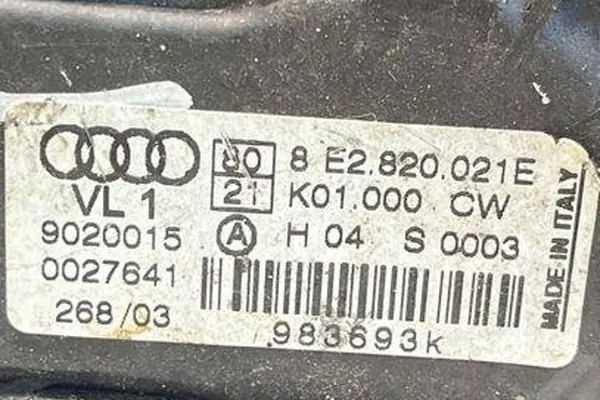 80 8 E2.820.021E
VL 1 21 K01.000 CW
9020015 A H 04 S 0003
0027641
268/03
983693k
MADE IN ITALY